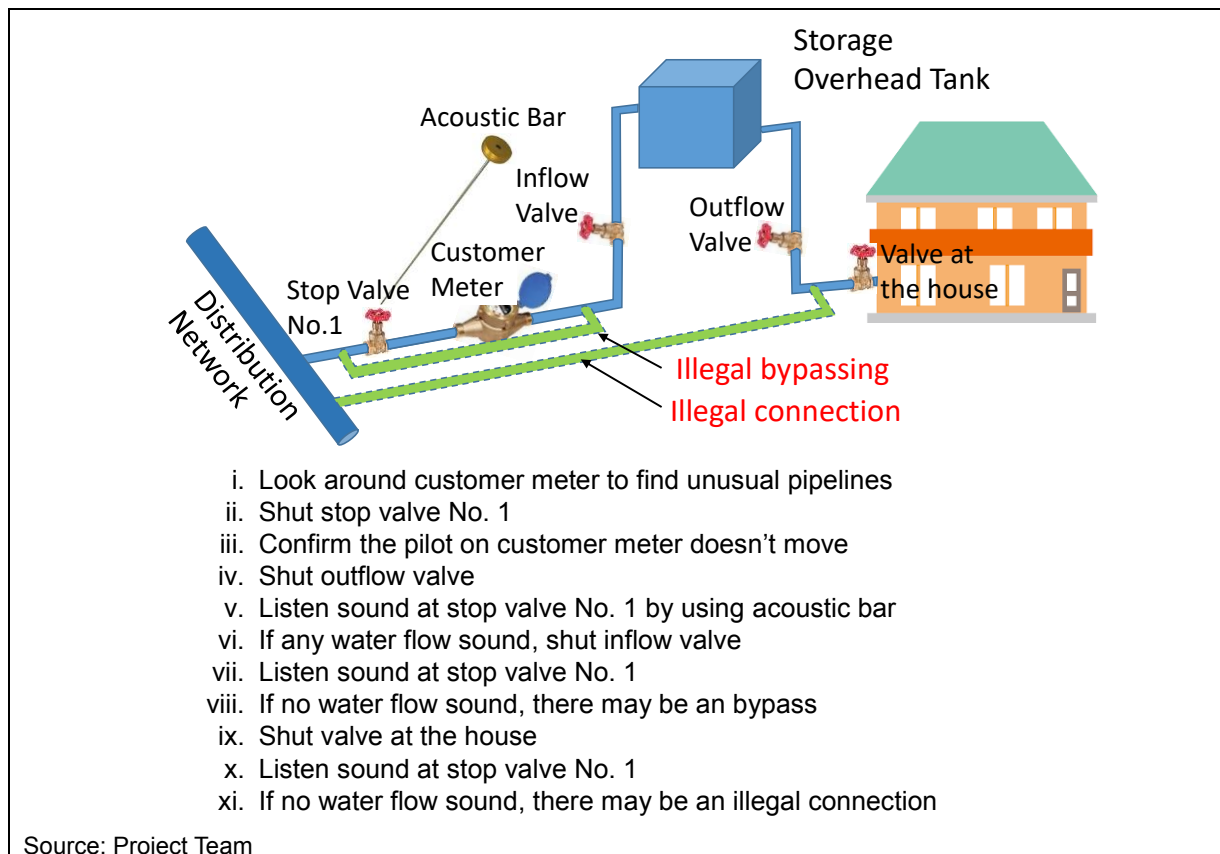 Storage
Overhead Tank
Acoustic Bar
Inflow
Valve
Outflow
Valve
Customer
Meter
Valve at
the house
Stop Valve
No.1
Distribution
Network
Illegal bypassing
Illegal connection
i. Look around customer meter to find unusual pipelines
ii. Shut stop valve No. 1
iii. Confirm the pilot on customer meter doesn’t move
iv. Shut outflow valve
v. Listen sound at stop valve No. 1 by using acoustic bar
vi. If any water flow sound, shut inflow valve
vii. Listen sound at stop valve No. 1
viii. If no water flow sound, there may be an bypass
ix. Shut valve at the house
x. Listen sound at stop valve No. 1
xi. If no water flow sound, there may be an illegal connection
Source: Project Team